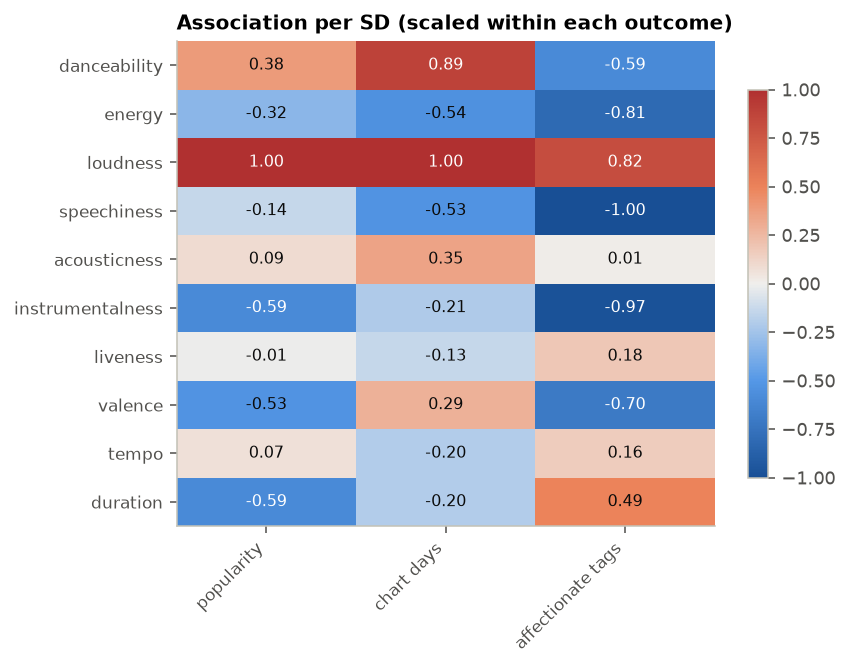 Association per SD (scaled within each outcome)
danceability 0.38 0.89 -0.59
energy -0.32 -0.54 -0.81
loudness 1.00 1.00 0.82
speechiness -0.14 -0.53 -1.00
acousticness 0.09 0.35 0.01
instrumentalness -0.59 -0.21 -0.97
liveness -0.01 -0.13 0.18
valence -0.53 0.29 -0.70
tempo 0.07 -0.20 0.16
duration -0.59 -0.20 0.49
popularity
chart days
affectionate tags
1.00
0.75
0.50
0.25
0.00
−0.25
−0.50
−0.75
−1.00